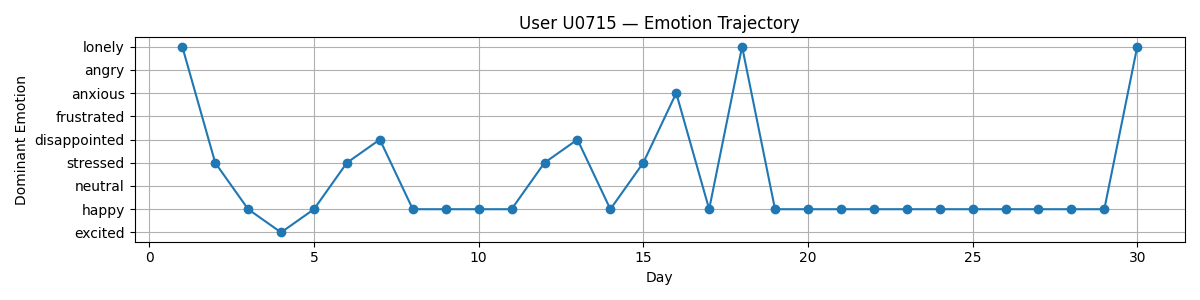 User U0715 — Emotion Trajectory
Dominant Emotion
lonely
angry
anxious
frustrated
disappointed
stressed
neutral
happy
excited
0 5 10 15 20 25 30
Day